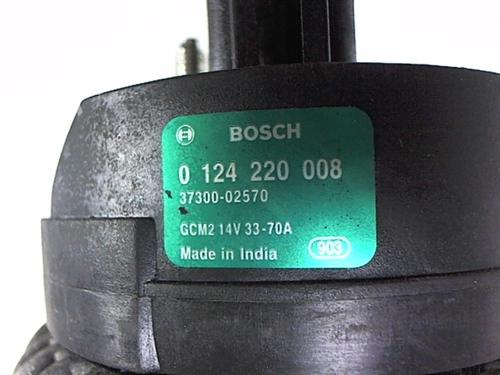 BOSCH
0 124 220 008
37300-02570
GCM2 14V 33-70A
Made in India 903